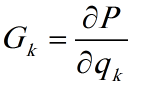 G_k = ∂P / ∂q_k